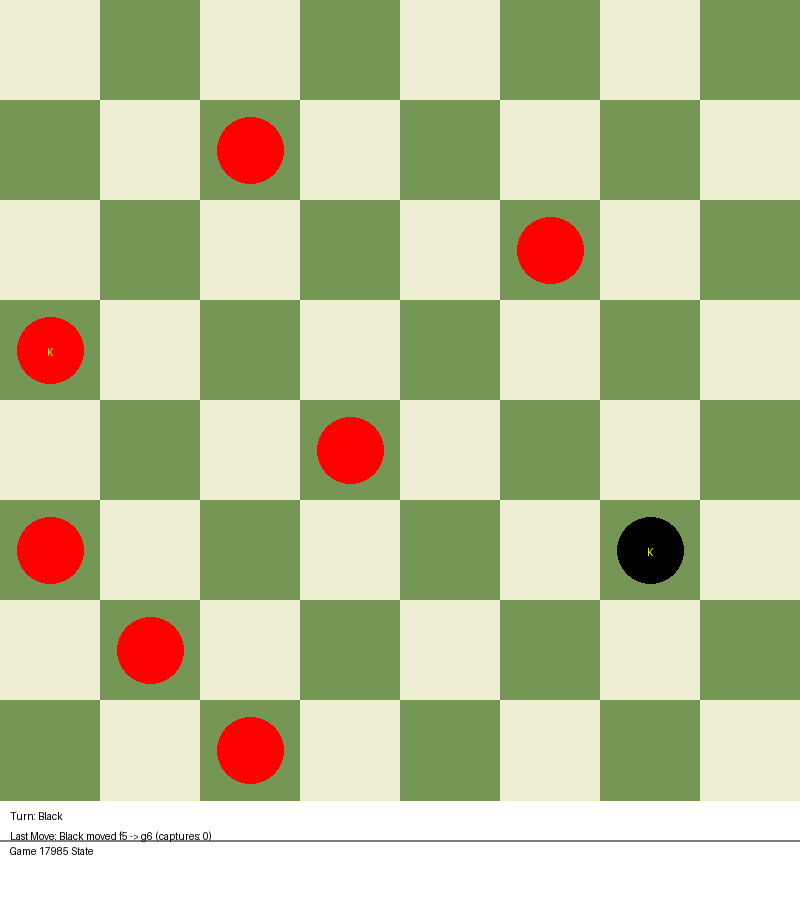 K
K
Turn: Black
Last Move: Black moved f5 -> g6 (captures: 0)
Game 17985 State